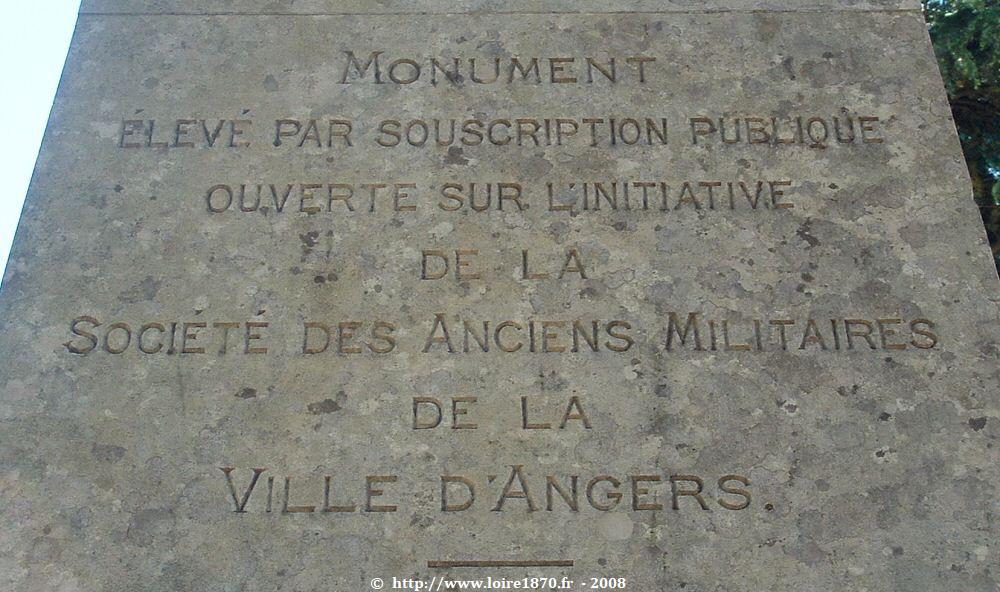 MONUMENT
ÉLEVÉ PAR SOUSCRIPTION PUBLIQUE
OUVERTE SUR L'INITIATIVE
DE LA
SOCIÉTÉ DES ANCIENS MILITAIRES
DE LA
VILLE D'ANGERS.
© http://www.loire1870.fr - 2008